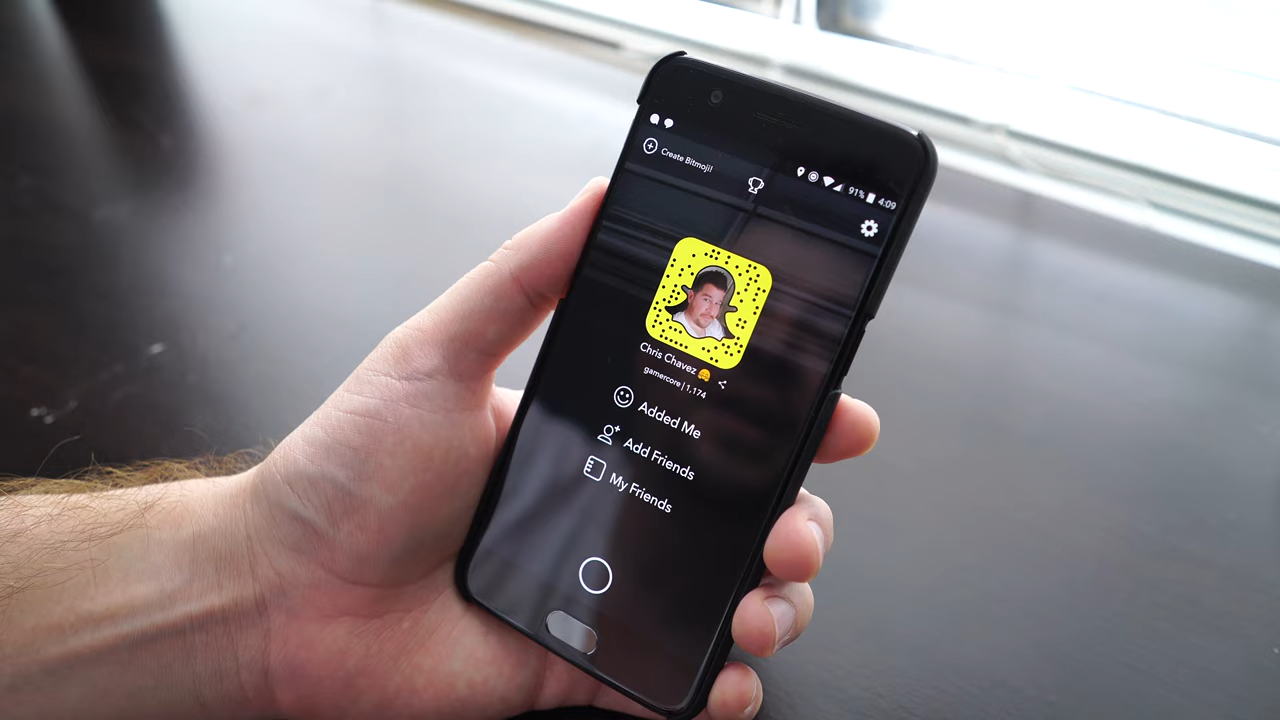 Create Bitmoji!
91% 4:09
Chris Chavez 🤗
gamercore | 1,174
Added Me
Add Friends
My Friends